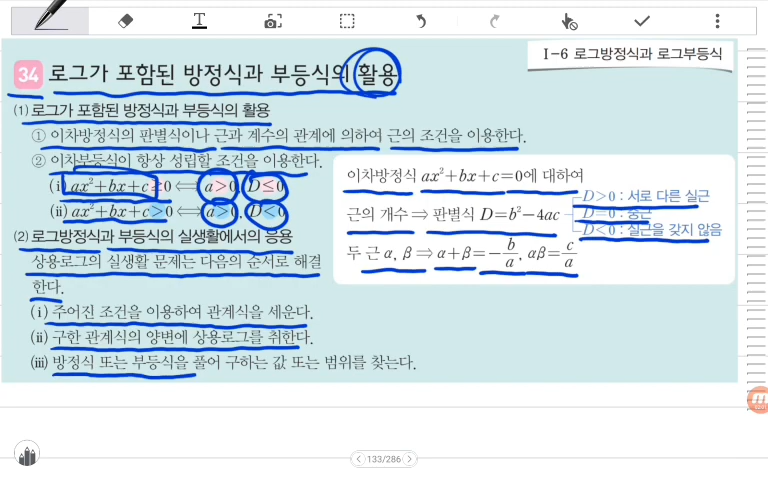 I-6 로그방정식과 로그부등식
34 로그가 포함된 방정식과 부등식의 활용
(1) 로그가 포함된 방정식과 부등식의 활용
① 이차방정식의 판별식이나 근과 계수의 관계에 의하여 근의 조건을 이용한다.
② 이차부등식이 항상 성립할 조건을 이용한다.
(i) ax²+bx+c≥0 ⟺ a>0, D≤0
(ii) ax²+bx+c>0 ⟺ a>0, D<0
(2) 로그방정식과 부등식의 실생활에서의 응용
상용로그의 실생활 문제는 다음의 순서로 해결
한다.
(i) 주어진 조건을 이용하여 관계식을 세운다.
(ii) 구한 관계식의 양변에 상용로그를 취한다.
(iii) 방정식 또는 부등식을 풀어 구하는 값 또는 범위를 찾는다.
이차방정식 ax²+bx+c=0에 대하여
근의 개수 ⇒ 판별식 D=b²-4ac
D>0 : 서로 다른 실근
D=0 : 중근
D<0 : 실근을 갖지 않음
두 근 α, β ⇒ α+β=-b/a, αβ=c/a
133/286